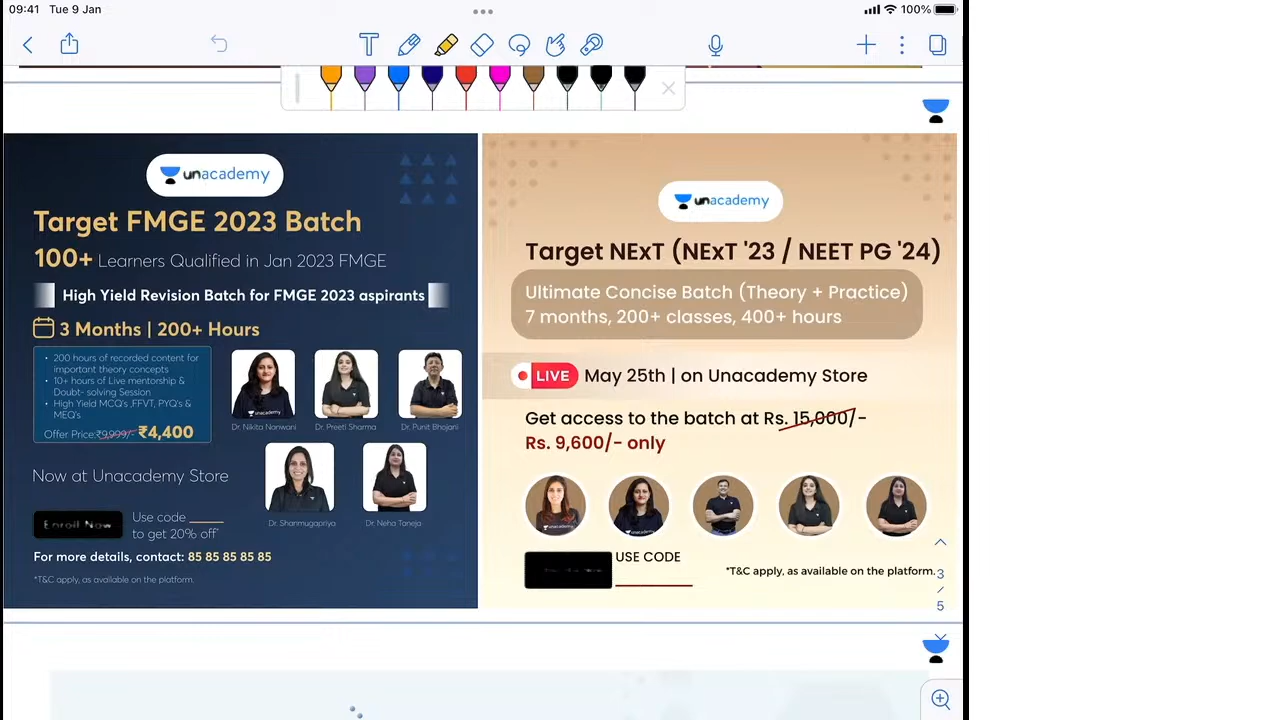 09:41 Tue 9 Jan
100%
unacademy
Target FMGE 2023 Batch
100+ Learners Qualified in Jan 2023 FMGE
High Yield Revision Batch for FMGE 2023 aspirants
3 Months | 200+ Hours
• 200 hours of recorded content for
important theory concepts
• 10+ hours of Live mentorship &
Doubt- solving Session
• High Yield MCQ's ,FFVT, PYQ's &
MEQ's
Offer Price:₹9,999/- ₹4,400
Dr. Nikita Nanwani
Dr. Preeti Sharma
Dr. Punit Bhojani
Now at Unacademy Store
Dr. Shanmugapriya
Dr. Neha Taneja
Enroll Now
Use code ____
to get 20% off*
For more details, contact: 85 85 85 85 85
*T&C apply, as available on the platform.
unacademy
Target NExT (NExT '23 / NEET PG '24)
Ultimate Concise Batch (Theory + Practice)
7 months, 200+ classes, 400+ hours
LIVE May 25th | on Unacademy Store
Get access to the batch at Rs. 15,000/-
Rs. 9,600/- only
unacademy
unacademy
USE CODE
*T&C apply, as available on the platform.
3
/
5